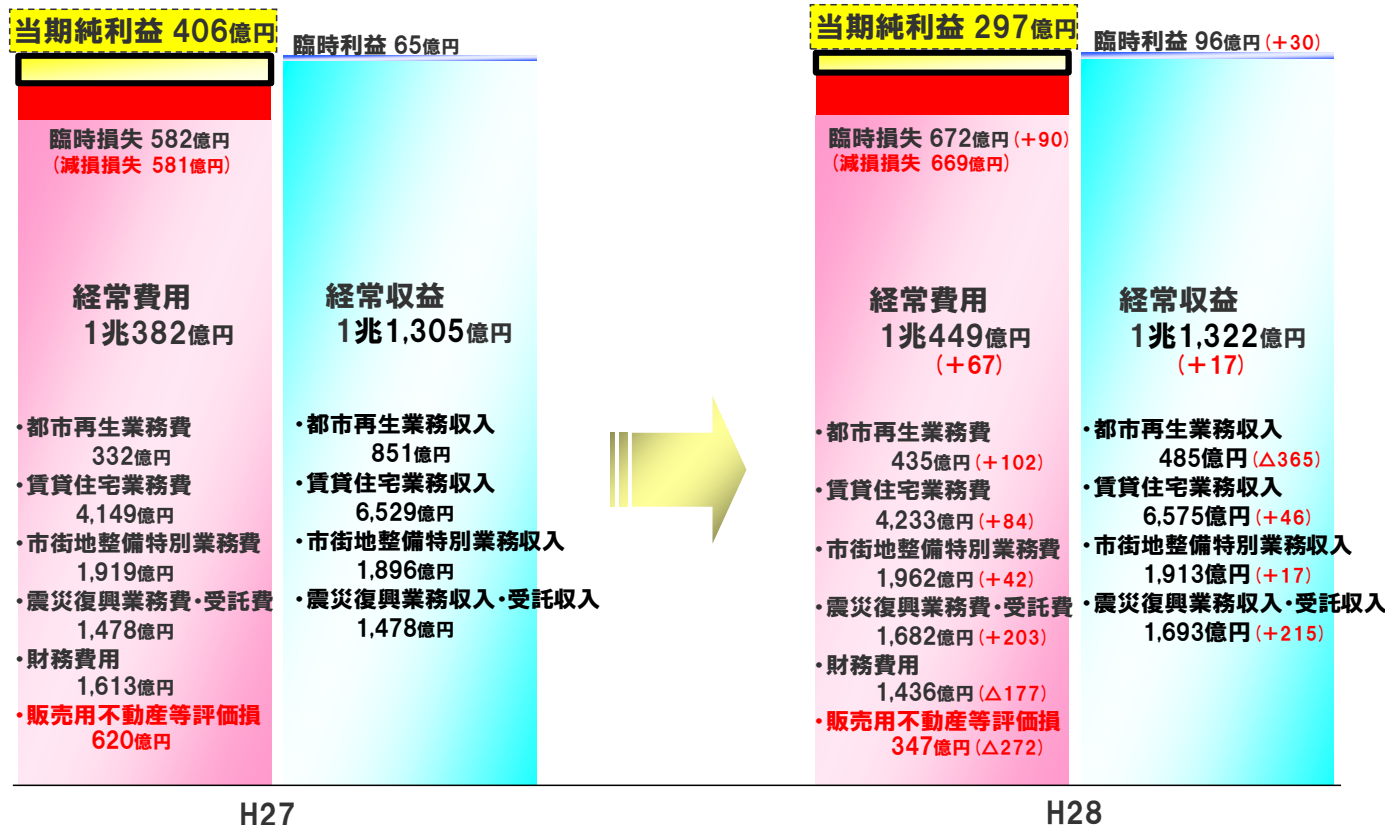 当期純利益 406億円
臨時利益 65億円
臨時損失 582億円
(減損損失 581億円)
経常費用
1兆382億円
経常収益
1兆1,305億円
・都市再生業務費
332億円
・賃貸住宅業務費
4,149億円
・市街地整備特別業務費
1,919億円
・震災復興業務費・受託費
1,478億円
・財務費用
1,613億円
・販売用不動産等評価損
620億円
・都市再生業務収入
851億円
・賃貸住宅業務収入
6,529億円
・市街地整備特別業務収入
1,896億円
・震災復興業務収入・受託収入
1,478億円
H27
当期純利益 297億円
臨時利益 96億円(+30)
臨時損失 672億円(+90)
(減損損失 669億円)
経常費用
1兆449億円
(+67)
経常収益
1兆1,322億円
(+17)
・都市再生業務費
435億円(+102)
・賃貸住宅業務費
4,233億円(+84)
・市街地整備特別業務費
1,962億円(+42)
・震災復興業務費・受託費
1,682億円(+203)
・財務費用
1,436億円(△177)
・販売用不動産等評価損
347億円(△272)
・都市再生業務収入
485億円(△365)
・賃貸住宅業務収入
6,575億円(+46)
・市街地整備特別業務収入
1,913億円(+17)
・震災復興業務収入・受託収入
1,693億円(+215)
H28